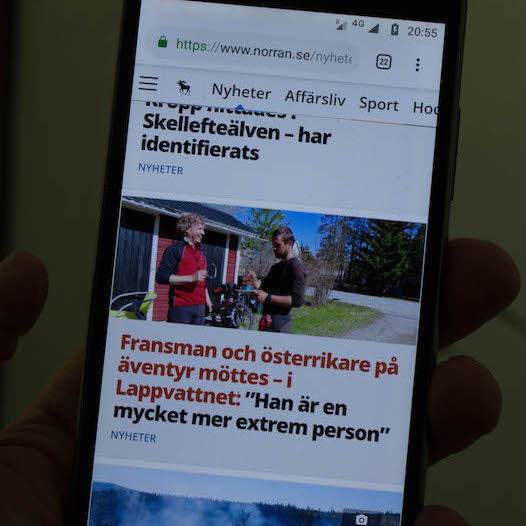 4G 20:55
https://www.norran.se/nyhete
22
Nyheter Affärsliv Sport Hoc
Kropp hittades i
Skellefteälven – har
identifierats
NYHETER
Fransman och österrikare på
äventyr möttes – i
Lappvattnet: ”Han är en
mycket mer extrem person”
NYHETER